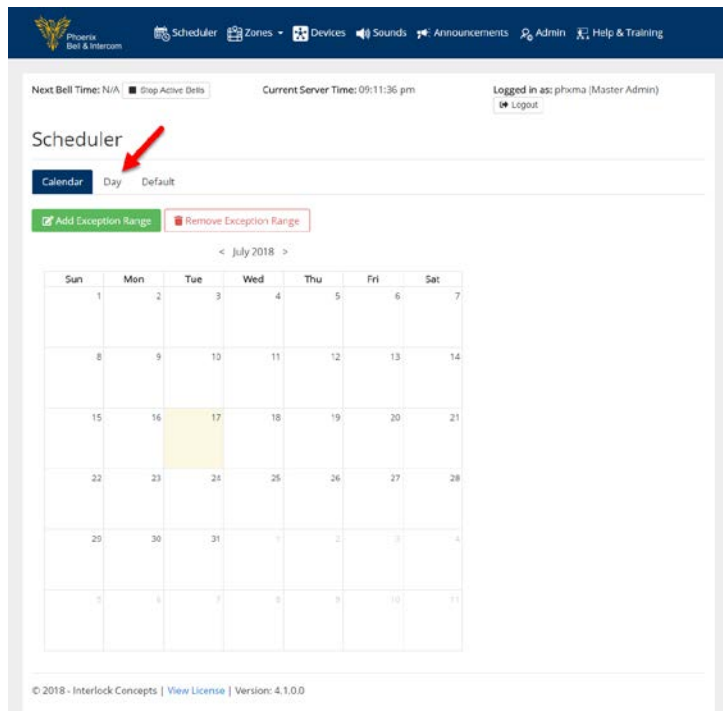 Phoenix
Bell & Intercom
Scheduler Zones Devices Sounds Announcements Admin Help & Training
Next Bell Time: N/A Stop Active Bells Current Server Time: 09:11:36 pm Logged in as: phxma (Master Admin)
Logout
Scheduler
Calendar Day Default
Add Exception Range Remove Exception Range
< July 2018 >
Sun Mon Tue Wed Thu Fri Sat
1 2 3 4 5 6 7
8 9 10 11 12 13 14
15 16 17 18 19 20 21
22 23 24 25 26 27 28
29 30 31 1 2 3 4
5 6 7 8 9 10 11
© 2018 - Interlock Concepts | View License | Version: 4.1.0.0